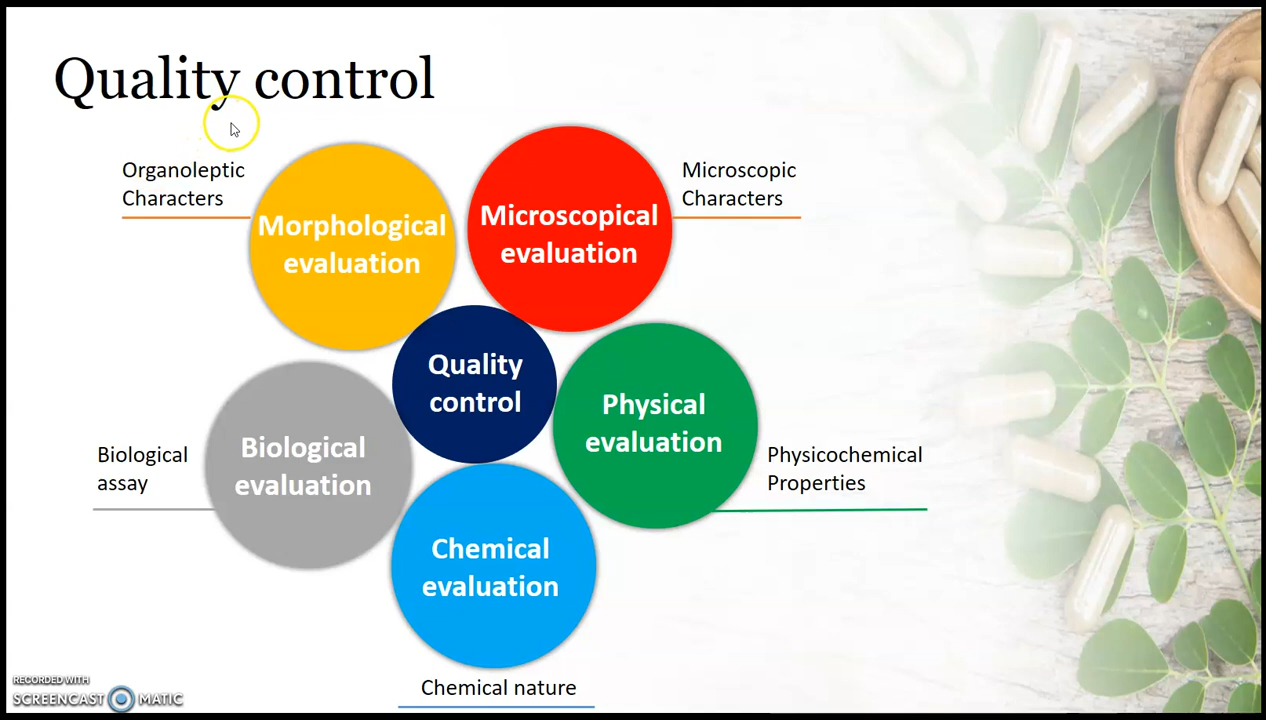 Quality control
Organoleptic
Characters
Morphological
evaluation
Microscopical
evaluation
Microscopic
Characters
Quality
control
Physical
evaluation
Physicochemical
Properties
Biological
assay
Biological
evaluation
Chemical
evaluation
Chemical nature
RECORDED WITH
SCREENCAST MATIC